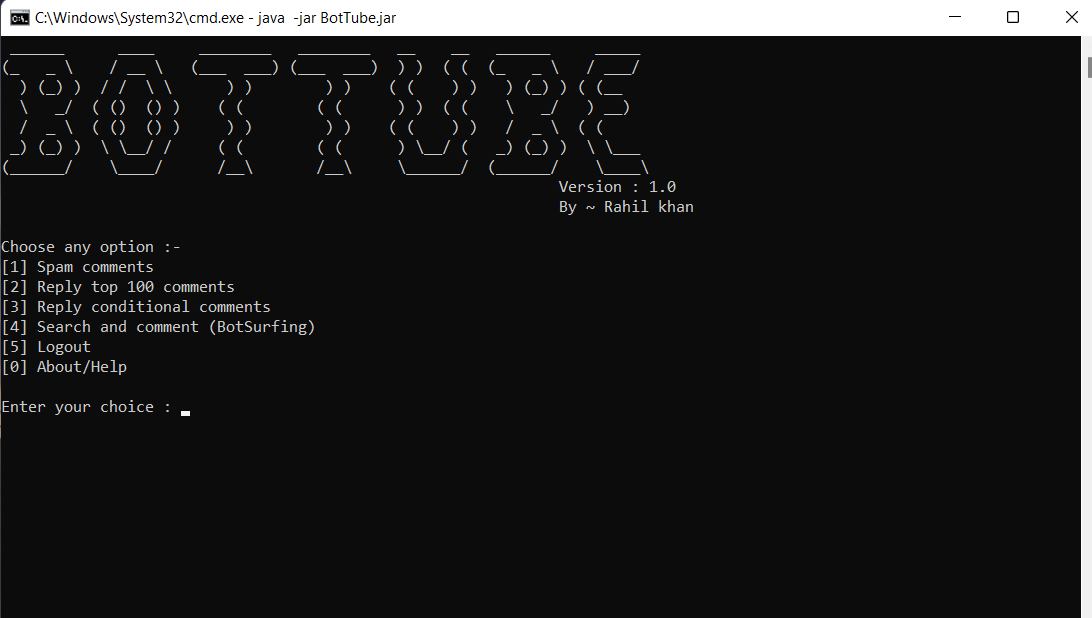 C:\Windows\System32\cmd.exe - java  -jar BotTube.jar
BOTTUBE
Version : 1.0
By ~ Rahil khan
Choose any option :-
[1] Spam comments
[2] Reply top 100 comments
[3] Reply conditional comments
[4] Search and comment (BotSurfing)
[5] Logout
[0] About/Help
Enter your choice :